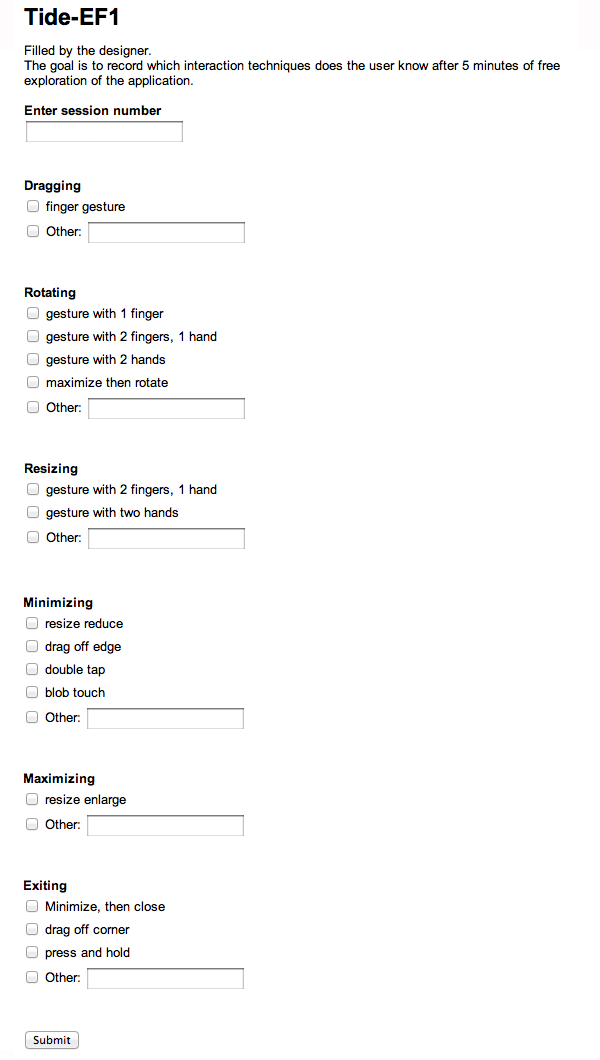 Tide-EF1
Filled by the designer.
The goal is to record which interaction techniques does the user know after 5 minutes of free
exploration of the application.
Enter session number
Dragging
finger gesture
Other:
Rotating
gesture with 1 finger
gesture with 2 fingers, 1 hand
gesture with 2 hands
maximize then rotate
Other:
Resizing
gesture with 2 fingers, 1 hand
gesture with two hands
Other:
Minimizing
resize reduce
drag off edge
double tap
blob touch
Other:
Maximizing
resize enlarge
Other:
Exiting
Minimize, then close
drag off corner
press and hold
Other:
Submit